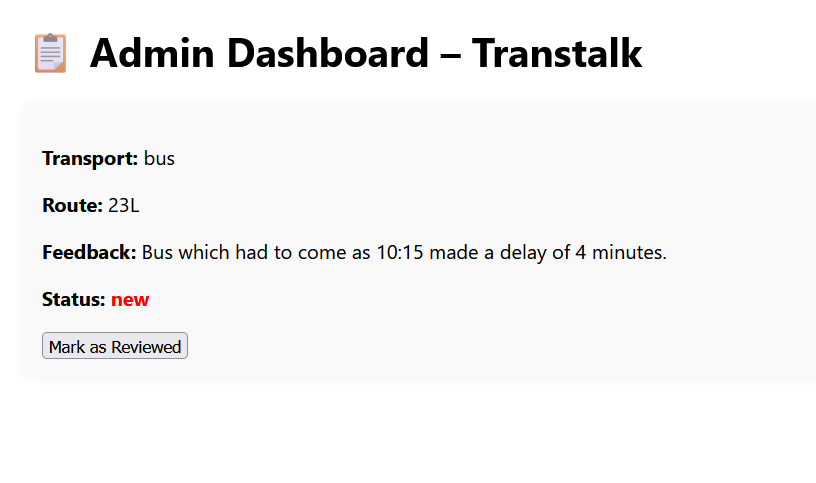 Admin Dashboard – Transtalk
Transport: bus
Route: 23L
Feedback: Bus which had to come as 10:15 made a delay of 4 minutes.
Status: new
Mark as Reviewed